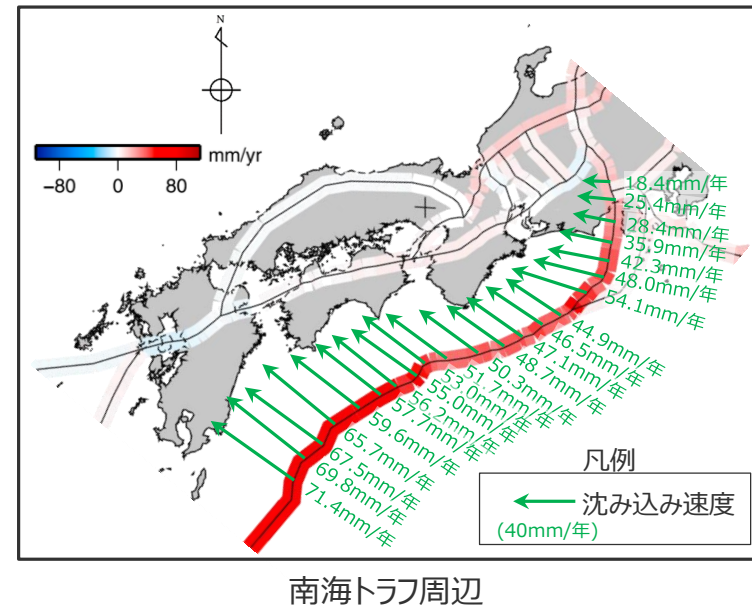 N
mm/yr
−80 0 80
18.4mm/年
25.4mm/年
28.4mm/年
35.9mm/年
42.3mm/年
48.0mm/年
54.1mm/年
44.9mm/年
46.5mm/年
47.1mm/年
48.7mm/年
50.3mm/年
51.7mm/年
53.0mm/年
55.0mm/年
56.2mm/年
57.7mm/年
59.6mm/年
65.7mm/年
67.5mm/年
69.8mm/年
71.4mm/年
凡例
沈み込み速度
(40mm/年)
南海トラフ周辺